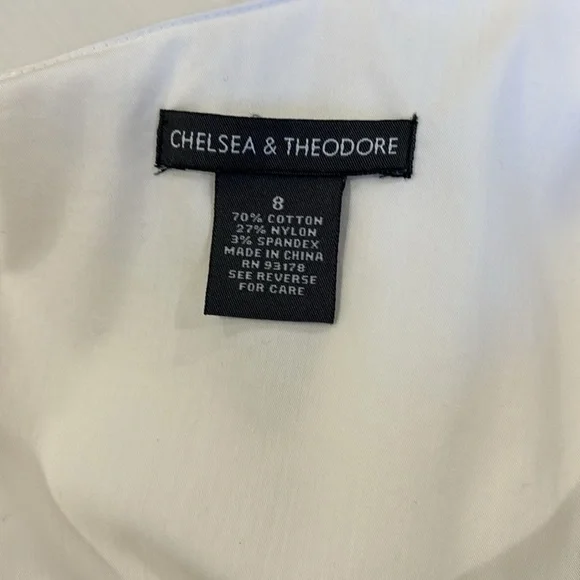 CHELSEA & THEODORE
8
70% COTTON
27% NYLON
3% SPANDEX
MADE IN CHINA
RN 93178
SEE REVERSE
FOR CARE